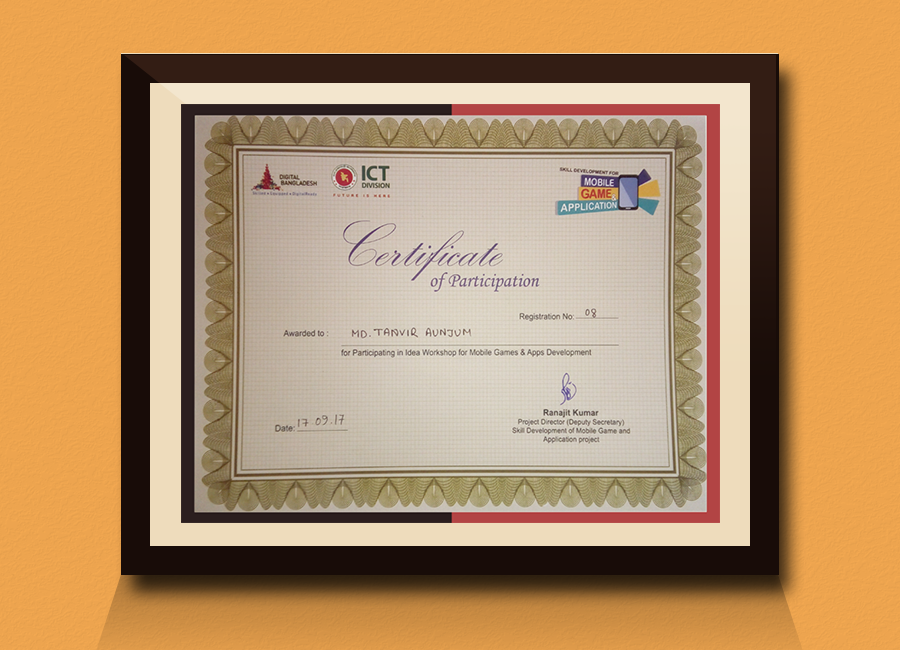 DIGITAL
BANGLADESH
ICT
DIVISION
FUTURE IS HERE
SKILL DEVELOPMENT FOR
MOBILE
GAME &
APPLICATION
Certificate
of Participation
Registration No: 08
Awarded to : MD. TANVIR AUNJUM
for Participating in Idea Workshop for Mobile Games & Apps Development
Date: 17.09.17
Ranajit Kumar
Project Director (Deputy Secretary)
Skill Development of Mobile Game and
Application project